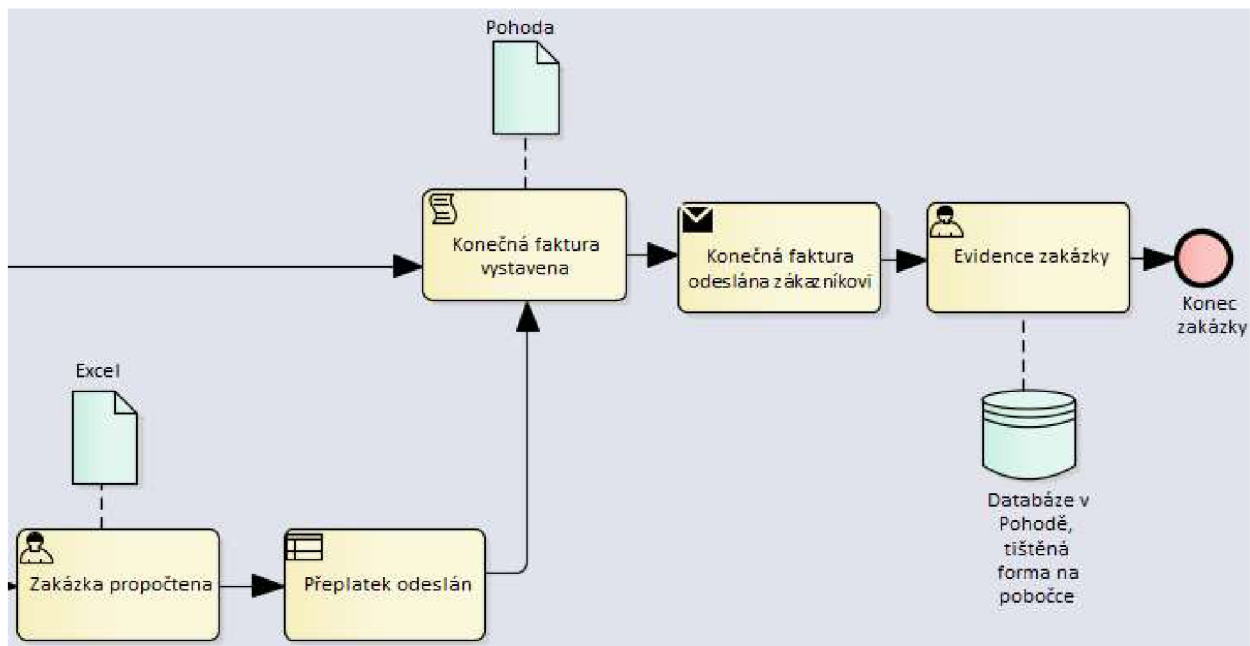 Pohoda
Konečná faktura
vystavena
Konečná faktura
odeslána zákazníkovi
Evidence zakázky
Konec
zakázky
Excel
Zakázka propočtena
Přeplatek odeslán
Databáze v
Pohodě,
tištěná
forma na
pobočce